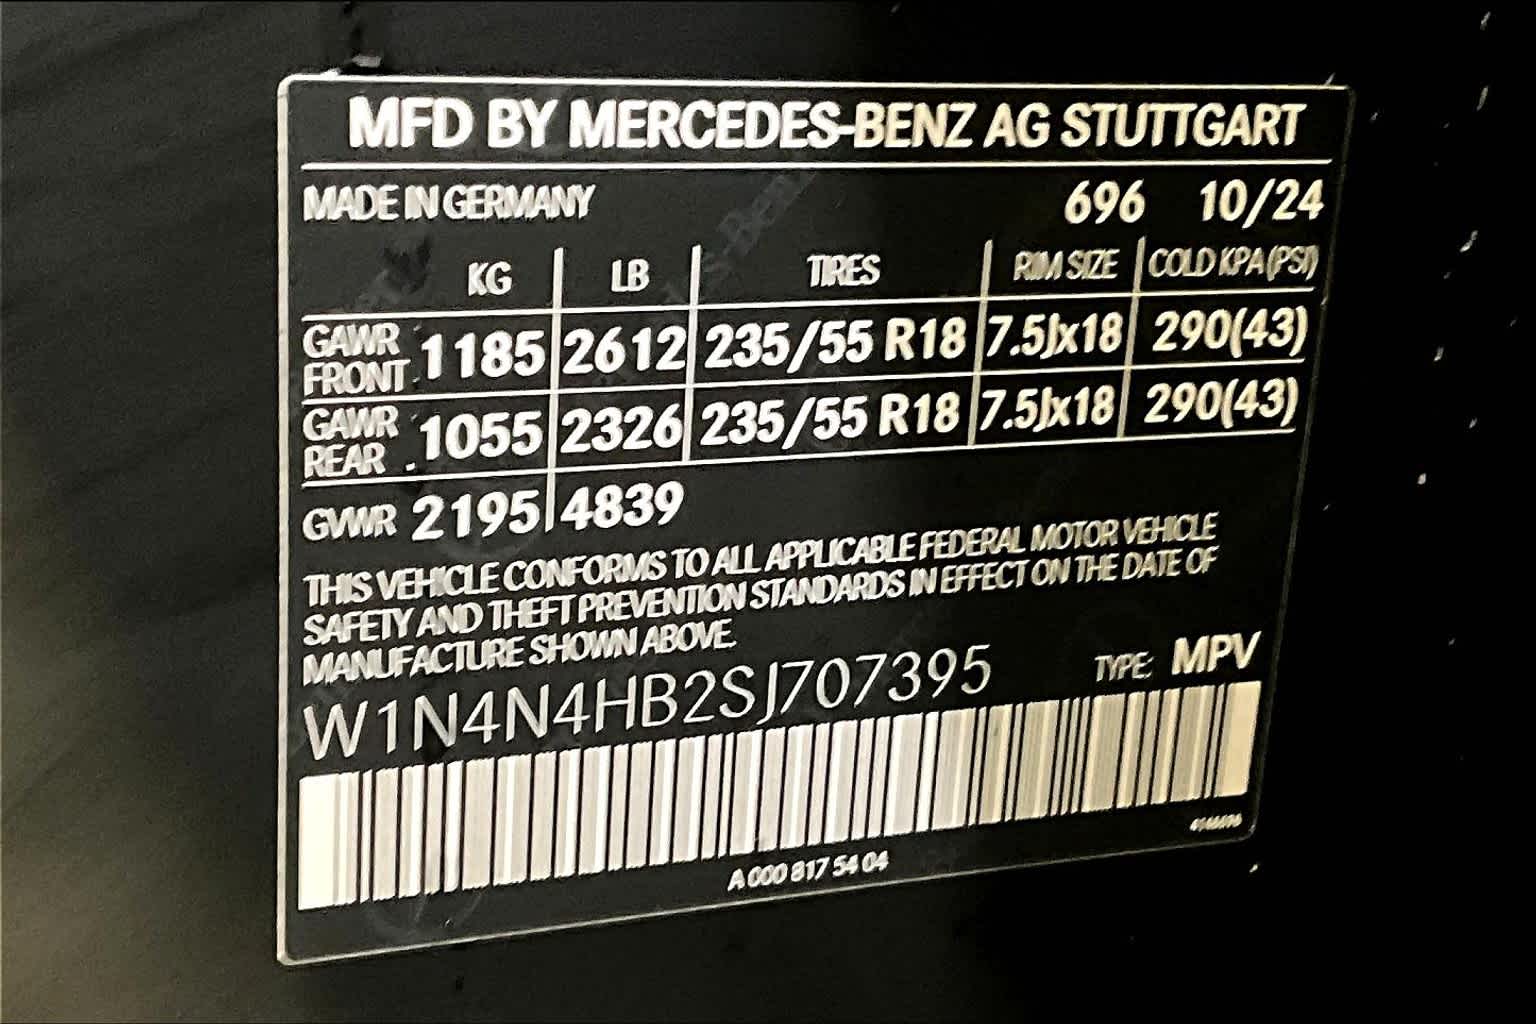 MFD BY MERCEDES-BENZ AG STUTTGART
MADE IN GERMANY 696 10/24
KG LB TIRES RIM SIZE COLD KPA (PSI)
GAWR FRONT 1185 2612 235/55 R18 7.5Jx18 290(43)
GAWR REAR 1055 2326 235/55 R18 7.5Jx18 290(43)
GVWR 2195 4839
THIS VEHICLE CONFORMS TO ALL APPLICABLE FEDERAL MOTOR VEHICLE
SAFETY AND THEFT PREVENTION STANDARDS IN EFFECT ON THE DATE OF
MANUFACTURE SHOWN ABOVE.
W1N4N4HB2SJ707395 TYPE: MPV
A 000 817 54 04